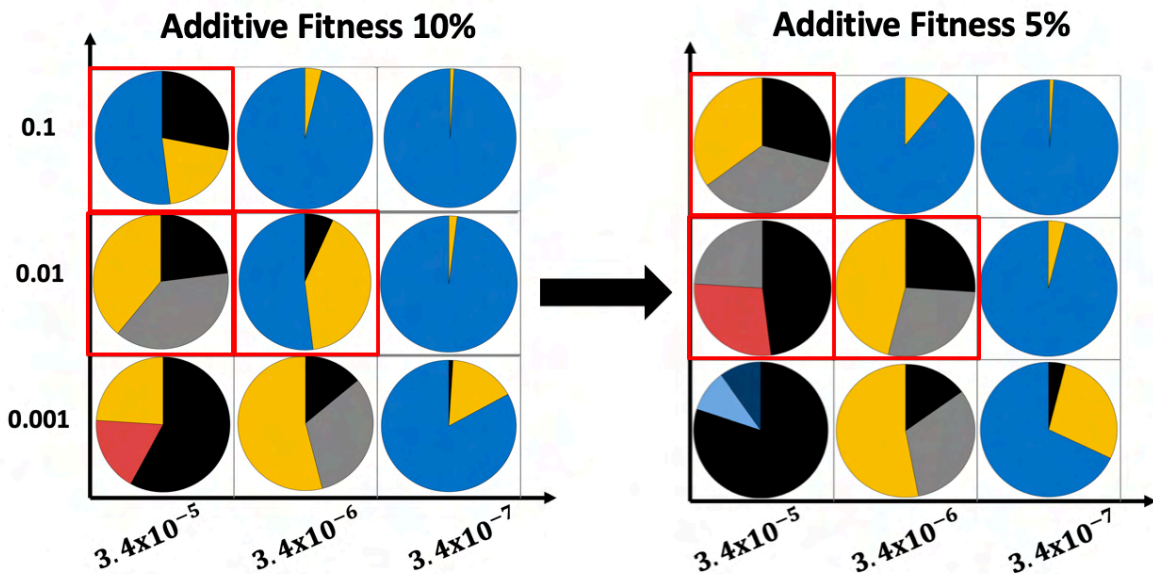 Additive Fitness 10%
Additive Fitness 5%
0.1
0.01
0.001
3.4x10⁻⁵
3.4x10⁻⁶
3.4x10⁻⁷
3.4x10⁻⁵
3.4x10⁻⁶
3.4x10⁻⁷